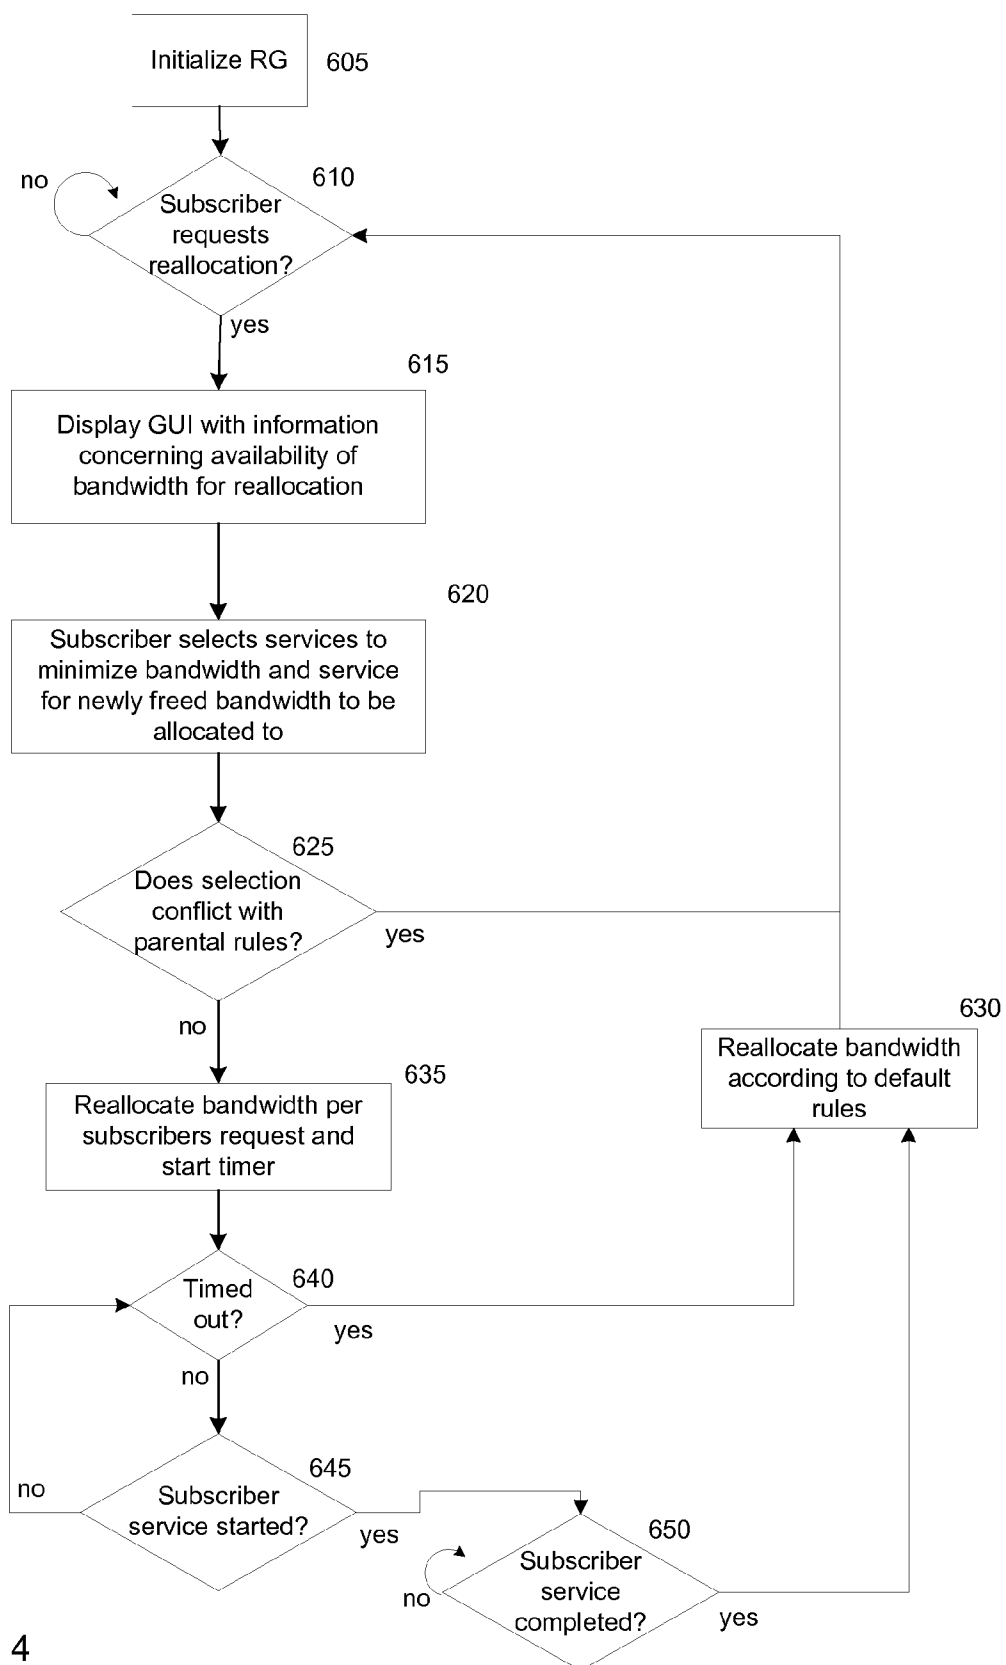 Initialize RG
605
610
no
Subscriber
requests
reallocation?
yes
615
Display GUI with information
concerning availability of
bandwidth for reallocation
620
Subscriber selects services to
minimize bandwidth and service
for newly freed bandwidth to be
allocated to
625
Does selection
conflict with
parental rules?
yes
no
630
Reallocate bandwidth
according to default
rules
635
Reallocate bandwidth per
subscribers request and
start timer
640
Timed
out?
yes
no
645
Subscriber
service started?
no
yes
650
Subscriber
service
completed?
no
yes
4